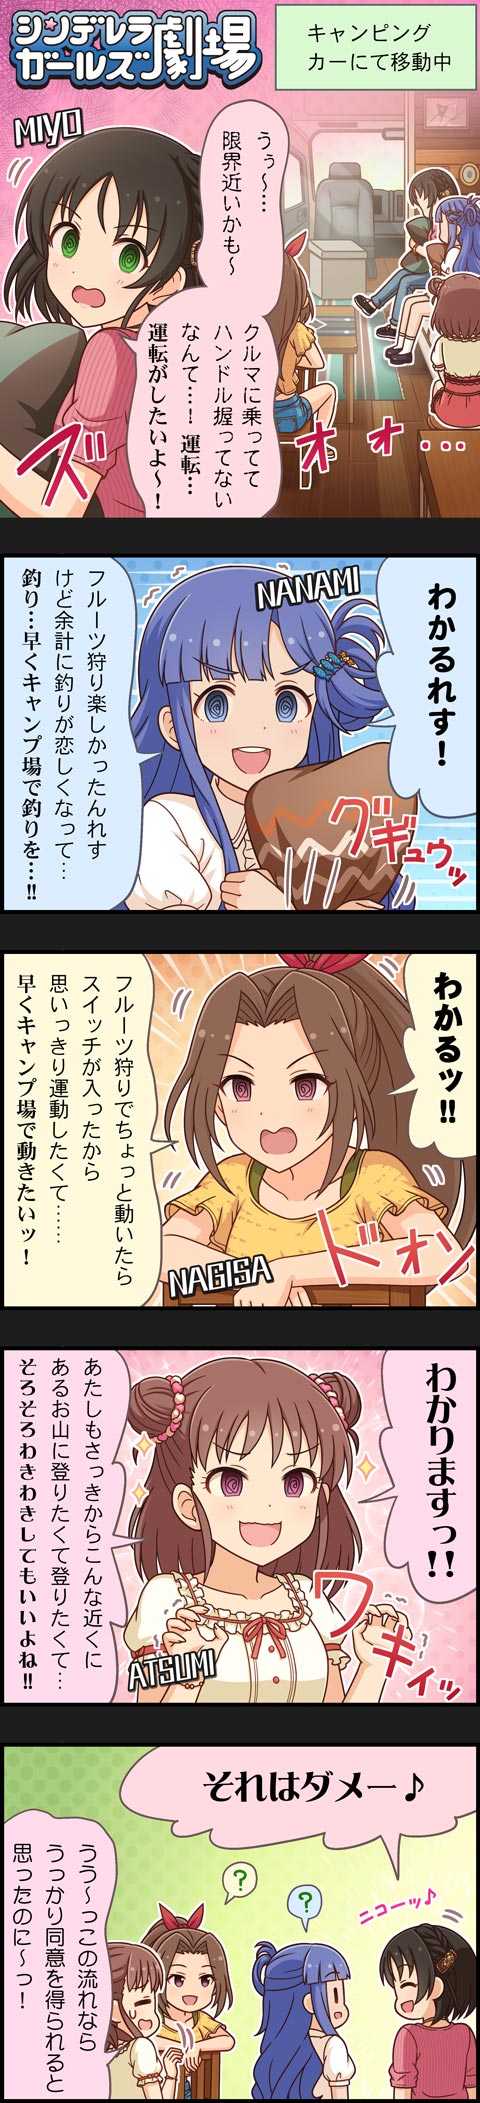 シンデレラ
ガールズ劇場
キャンピング
カーにて移動中
MIYO
うぅ〜…
限界近いかも〜
クルマに乗ってて
ハンドル握ってない
なんて…! 運転…
運転がしたいよ〜!
ズ
オォ...
NANAMI
わかるれす!
フルーツ狩り楽しかったんれす
けど余計に釣りが恋しくなって…
釣り…早くキャンプ場で釣りを…!!
グギュウッ
わかるッ!!
フルーツ狩りでちょっと動いたら
スイッチが入ったから
思いっきり運動したくて……
早くキャンプ場で動きたいッ!
ドォン
NAGISA
わかりますっ!!
あたしもさっきからこんな近くに
あるお山に登りたくて登りたくて…
そろそろわきわきしてもいいよね!!
ワキィッ
ATSUMI
それはダメー♪
?
?
ニコーッ♪
うう〜っこの流れなら
うっかり同意を得られると
思ったのに〜っ!